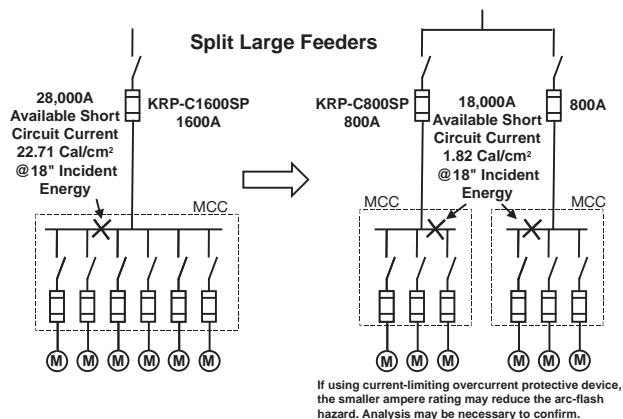 Split Large Feeders
28,000A
Available Short
Circuit Current
22.71 Cal/cm²
@18" Incident
Energy
KRP-C1600SP
1600A
MCC
M M M M M M
KRP-C800SP
800A
18,000A
Available Short
Circuit Current
1.82 Cal/cm²
@18" Incident
Energy
800A
MCC
MCC
M M M
M M M
If using current-limiting overcurrent protective device,
the smaller ampere rating may reduce the arc-flash
hazard. Analysis may be necessary to confirm.